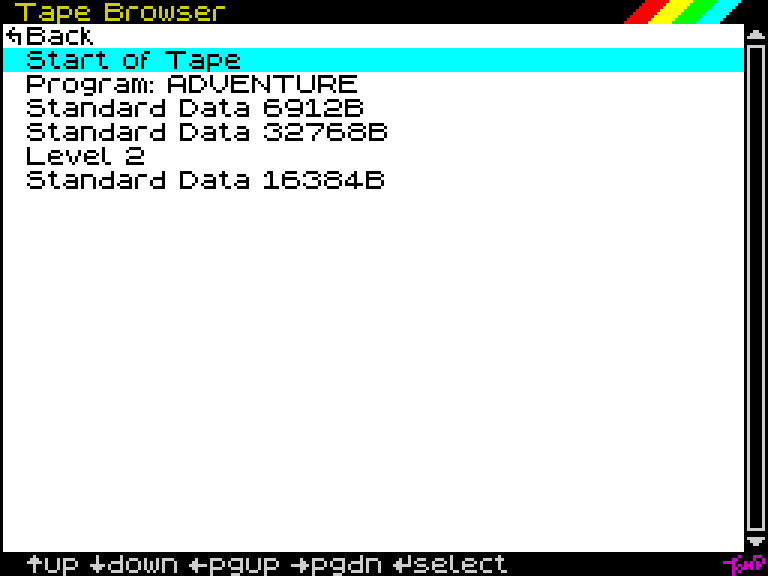 Tape Browser
↰Back
Start of Tape
Program: ADVENTURE
Standard Data 6912B
Standard Data 32768B
Level 2
Standard Data 16384B
↑up ↓down ←pgup →pgdn ↵select